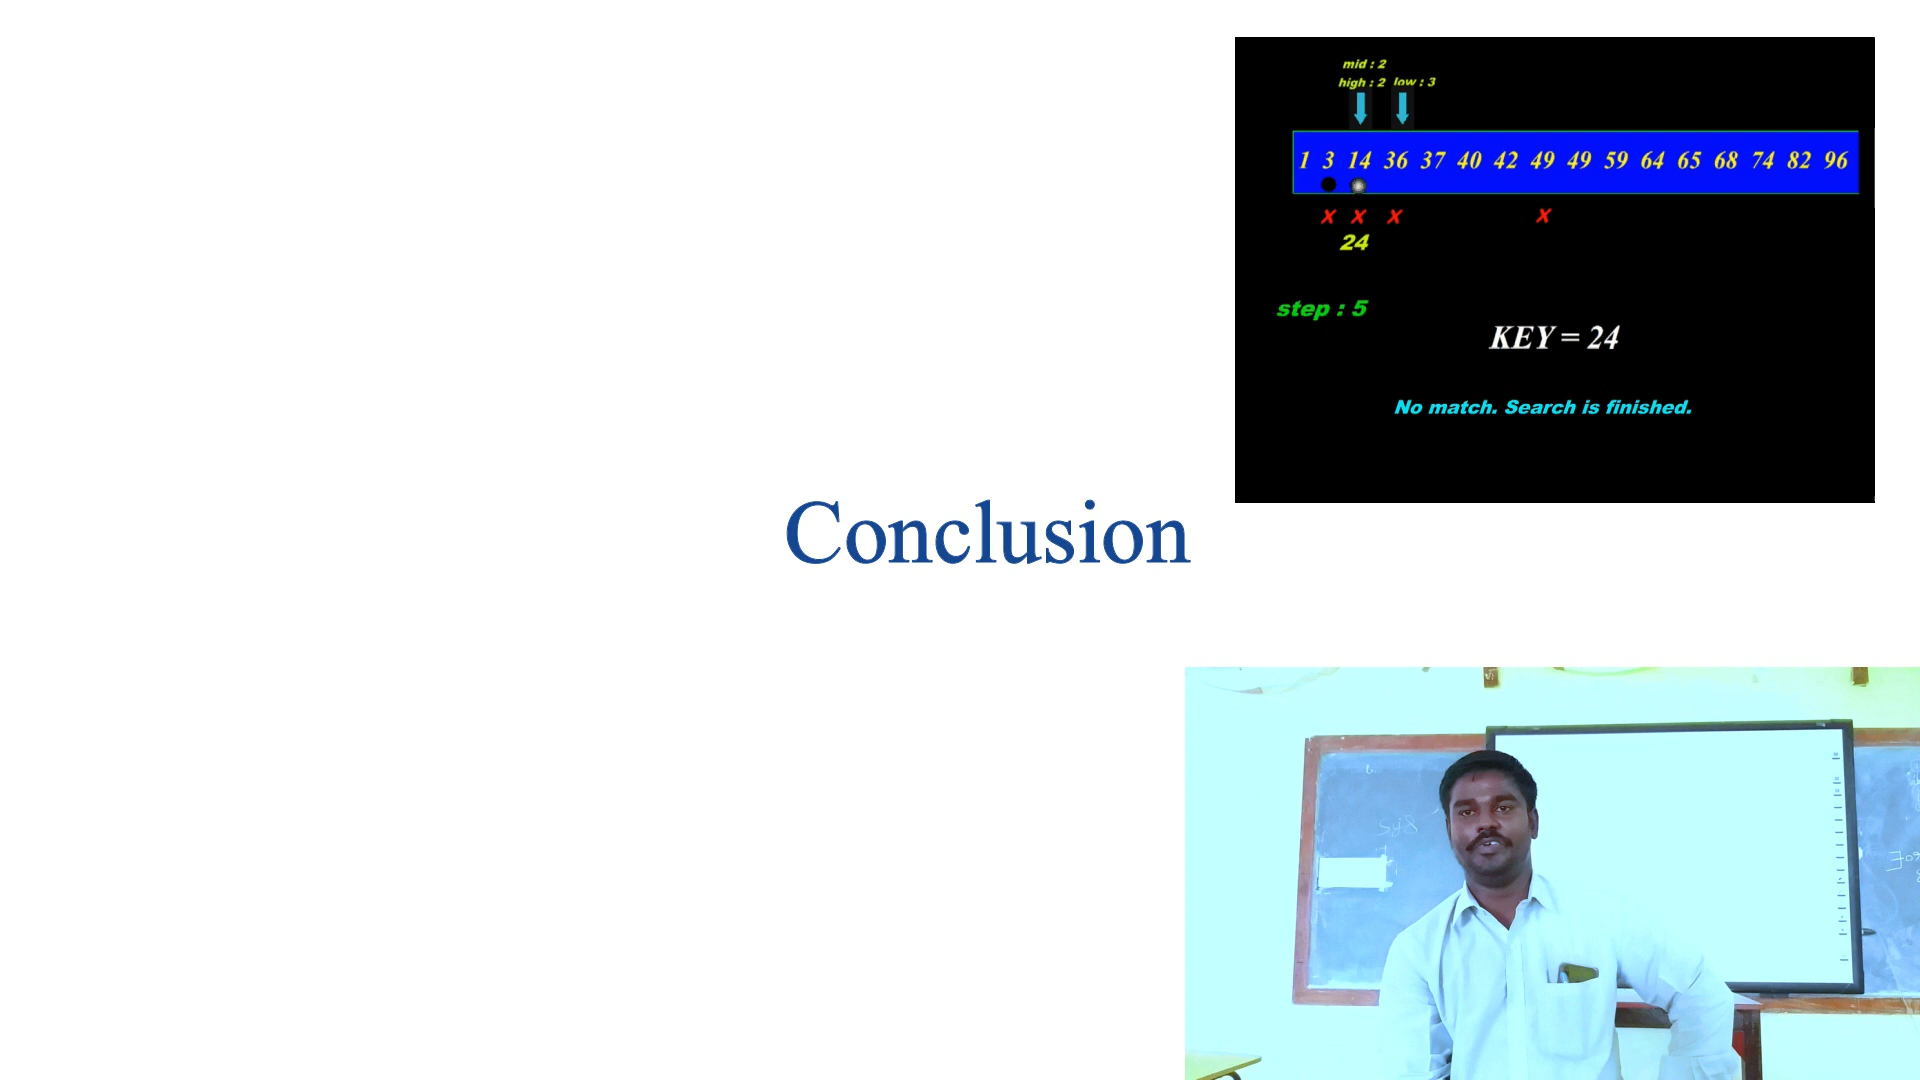 mid : 2
high : 2 low : 3
1 3 14 36 37 40 42 49 49 59 64 65 68 74 82 96
x x x x
24
step : 5
KEY = 24
No match. Search is finished.
Conclusion